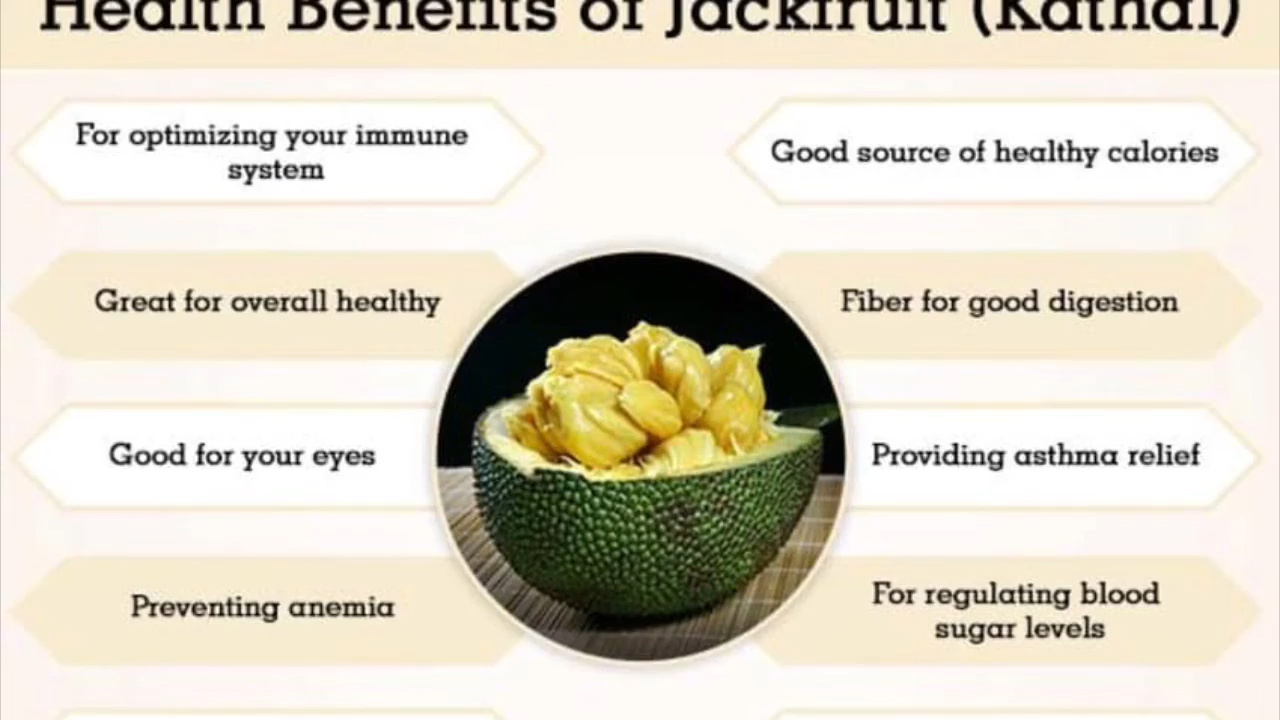 Health Benefits of Jackfruit (Kathal)
For optimizing your immune
system
Good source of healthy calories
Great for overall healthy
Fiber for good digestion
Good for your eyes
Providing asthma relief
Preventing anemia
For regulating blood
sugar levels